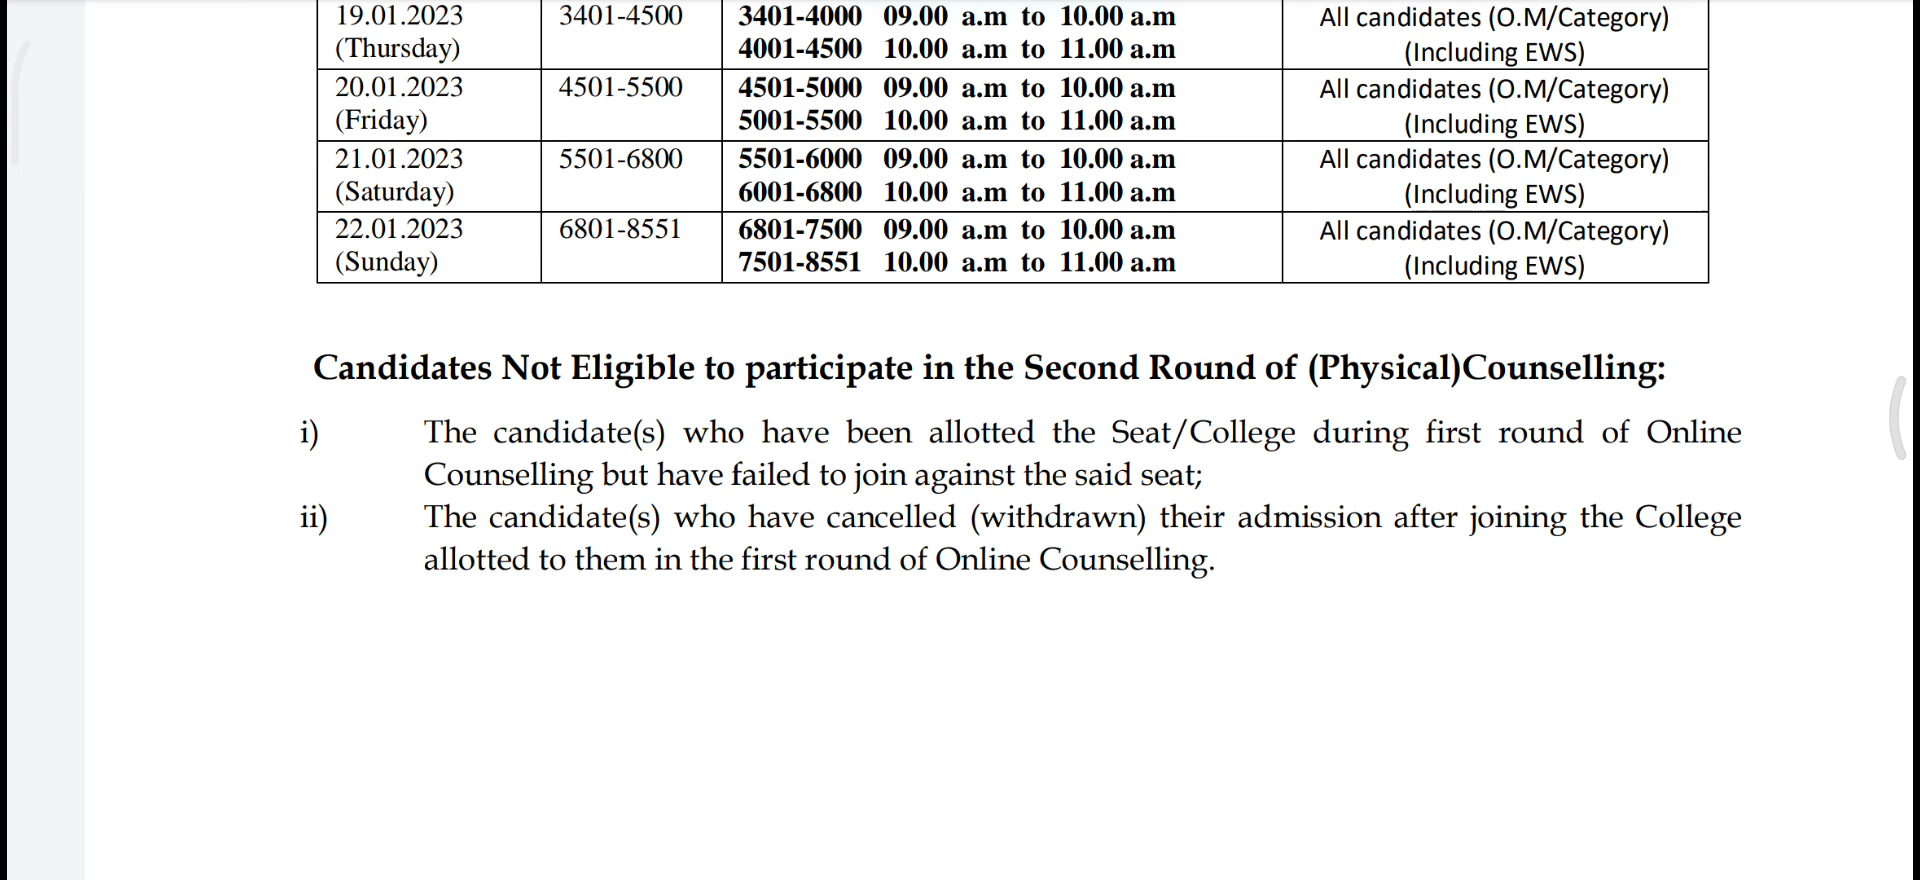 19.01.2023 3401-4500 3401-4000 09.00 a.m to 10.00 a.m All candidates (O.M/Category)
(Thursday) 4001-4500 10.00 a.m to 11.00 a.m (Including EWS)
20.01.2023 4501-5500 4501-5000 09.00 a.m to 10.00 a.m All candidates (O.M/Category)
(Friday) 5001-5500 10.00 a.m to 11.00 a.m (Including EWS)
21.01.2023 5501-6800 5501-6000 09.00 a.m to 10.00 a.m All candidates (O.M/Category)
(Saturday) 6001-6800 10.00 a.m to 11.00 a.m (Including EWS)
22.01.2023 6801-8551 6801-7500 09.00 a.m to 10.00 a.m All candidates (O.M/Category)
(Sunday) 7501-8551 10.00 a.m to 11.00 a.m (Including EWS)
Candidates Not Eligible to participate in the Second Round of (Physical)Counselling:
i) The candidate(s) who have been allotted the Seat/College during first round of Online
Counselling but have failed to join against the said seat;
ii) The candidate(s) who have cancelled (withdrawn) their admission after joining the College
allotted to them in the first round of Online Counselling.